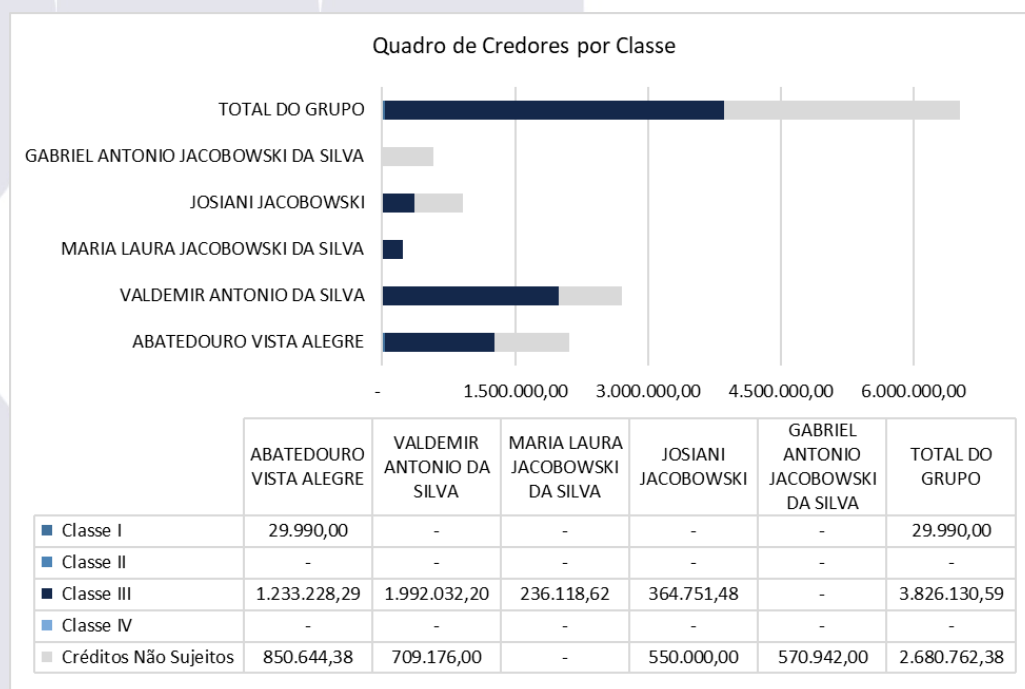 Quadro de Credores por Classe
TOTAL DO GRUPO
GABRIEL ANTONIO JACOBOWSKI DA SILVA
JOSIANI JACOBOWSKI
MARIA LAURA JACOBOWSKI DA SILVA
VALDEMIR ANTONIO DA SILVA
ABATEDOURO VISTA ALEGRE
- 1.500.000,00 3.000.000,00 4.500.000,00 6.000.000,00
ABATEDOURO VISTA ALEGRE VALDEMIR ANTONIO DA SILVA MARIA LAURA JACOBOWSKI DA SILVA JOSIANI JACOBOWSKI GABRIEL ANTONIO JACOBOWSKI DA SILVA TOTAL DO GRUPO
Classe I 29.990,00 - - - - 29.990,00
Classe II - - - - - -
Classe III 1.233.228,29 1.992.032,20 236.118,62 364.751,48 - 3.826.130,59
Classe IV - - - - - -
Créditos Não Sujeitos 850.644,38 709.176,00 - 550.000,00 570.942,00 2.680.762,38